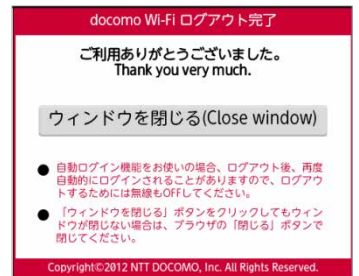 docomo Wi-Fi ログアウト完了
ご利用ありがとうございました。
Thank you very much.
ウィンドウを閉じる(Close window)
● 自動ログイン機能をお使いの場合、ログアウト後、再度
自動的にログインされることがありますので、ログアウ
トするためには無線もOFFしてください。
● 「ウィンドウを閉じる」ボタンをクリックしてもウィン
ドウが閉じない場合は、ブラウザの「閉じる」ボタンで
閉じてください。
Copyright©2012 NTT DOCOMO, Inc. All Rights Reserved.